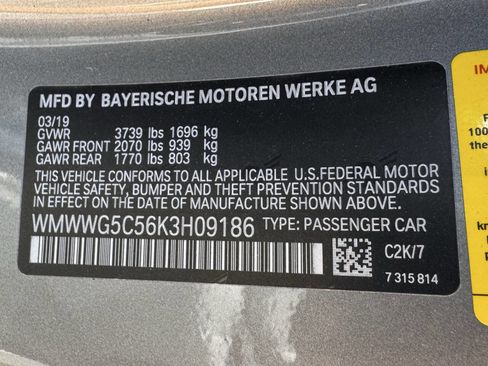 MFD BY BAYERISCHE MOTOREN WERKE AG
03/19
GVWR 3739 lbs 1696 kg
GAWR FRONT 2070 lbs 939 kg
GAWR REAR 1770 lbs 803 kg
THIS VEHICLE CONFORMS TO ALL APPLICABLE U.S.FEDERAL MOTOR
VEHICLE SAFETY, BUMPER AND THEFT PREVENTION STANDARDS
IN EFFECT ON THE DATE OF MANUFACTURE SHOWN ABOVE.
WMWWG5C56K3H09186 TYPE: PASSENGER CAR
C2K/7
7 315 814
IM
100
the